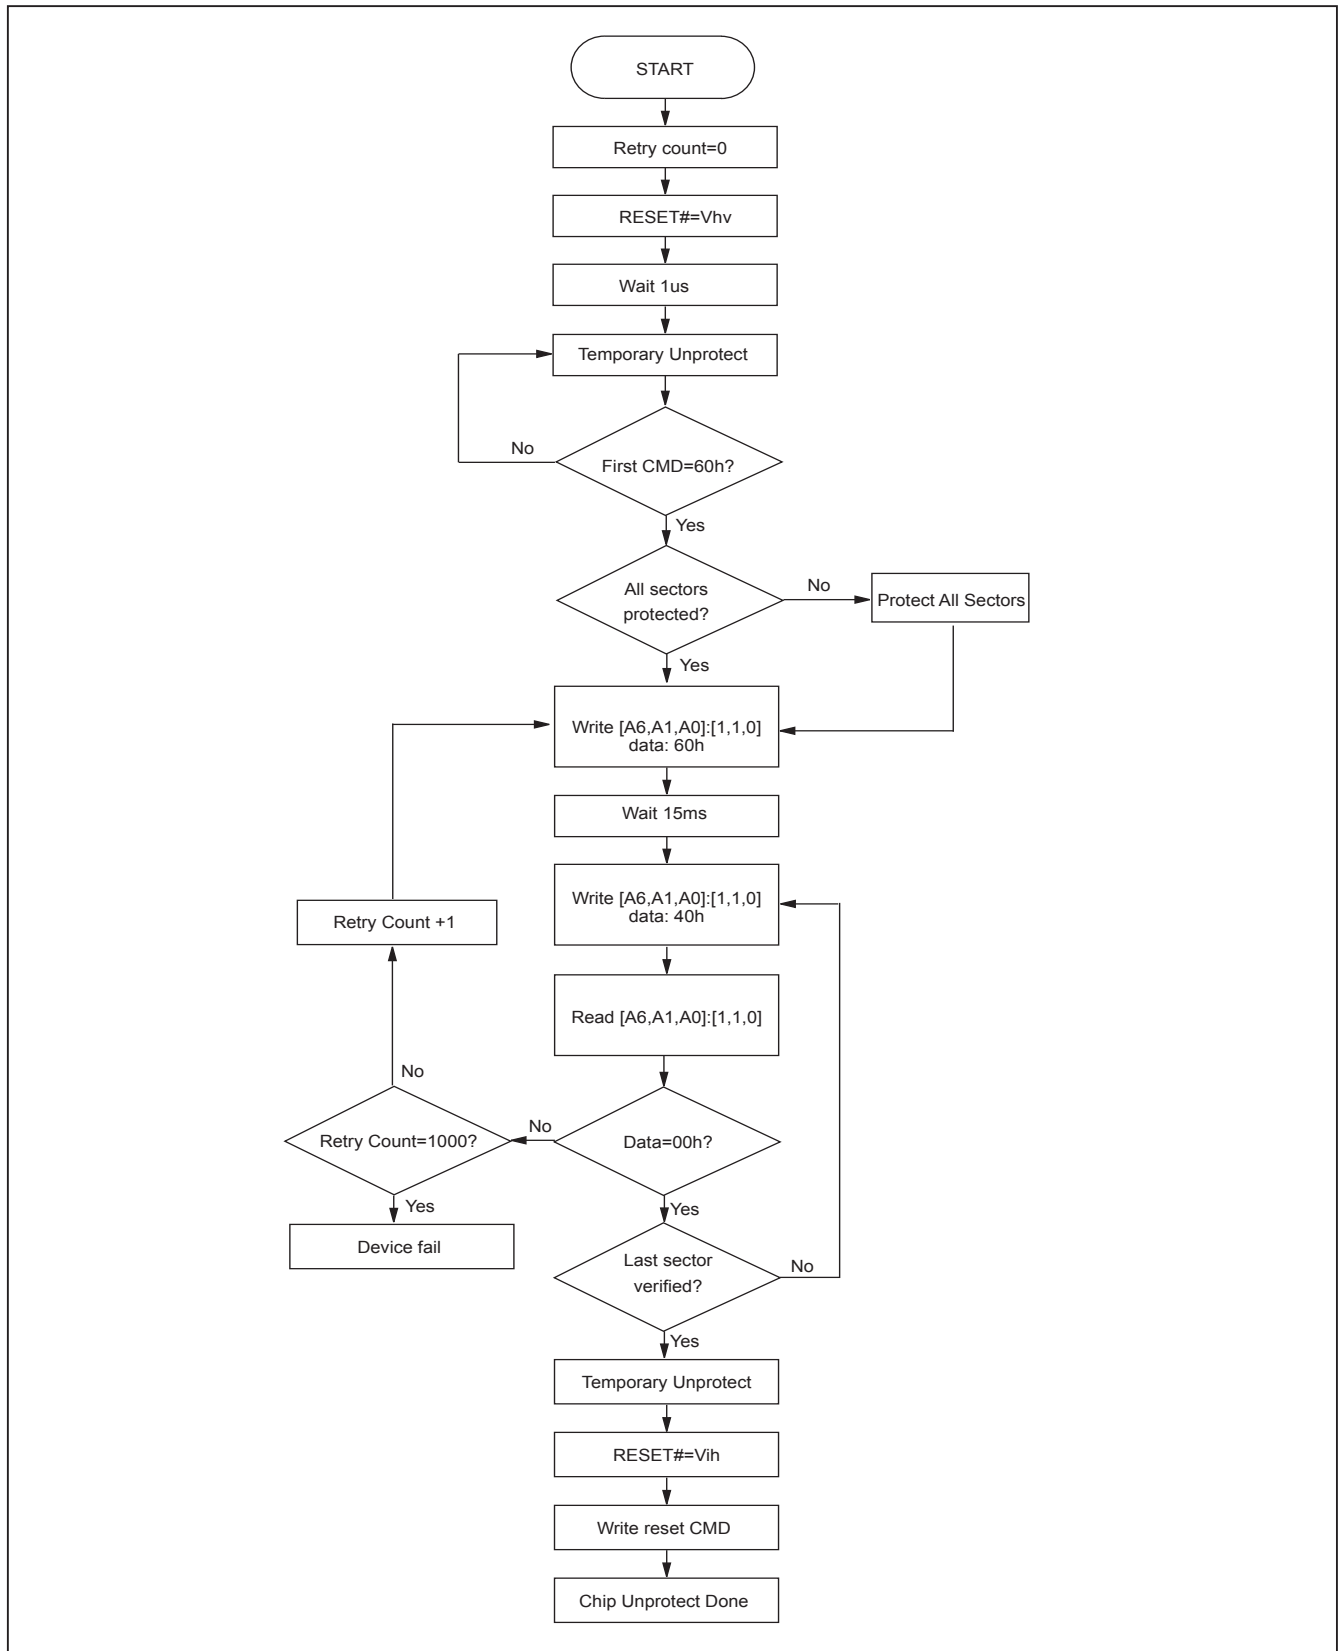 START
Retry count=0
RESET#=Vhv
Wait 1us
Temporary Unprotect
No
First CMD=60h?
Yes
All sectors
protected?
No
Protect All Sectors
Yes
Write [A6,A1,A0]:[1,1,0]
data: 60h
Wait 15ms
Write [A6,A1,A0]:[1,1,0]
data: 40h
Retry Count +1
Read [A6,A1,A0]:[1,1,0]
No
Retry Count=1000?
No
Data=00h?
Yes
Device fail
Yes
Last sector
verified?
No
Yes
Temporary Unprotect
RESET#=Vih
Write reset CMD
Chip Unprotect Done